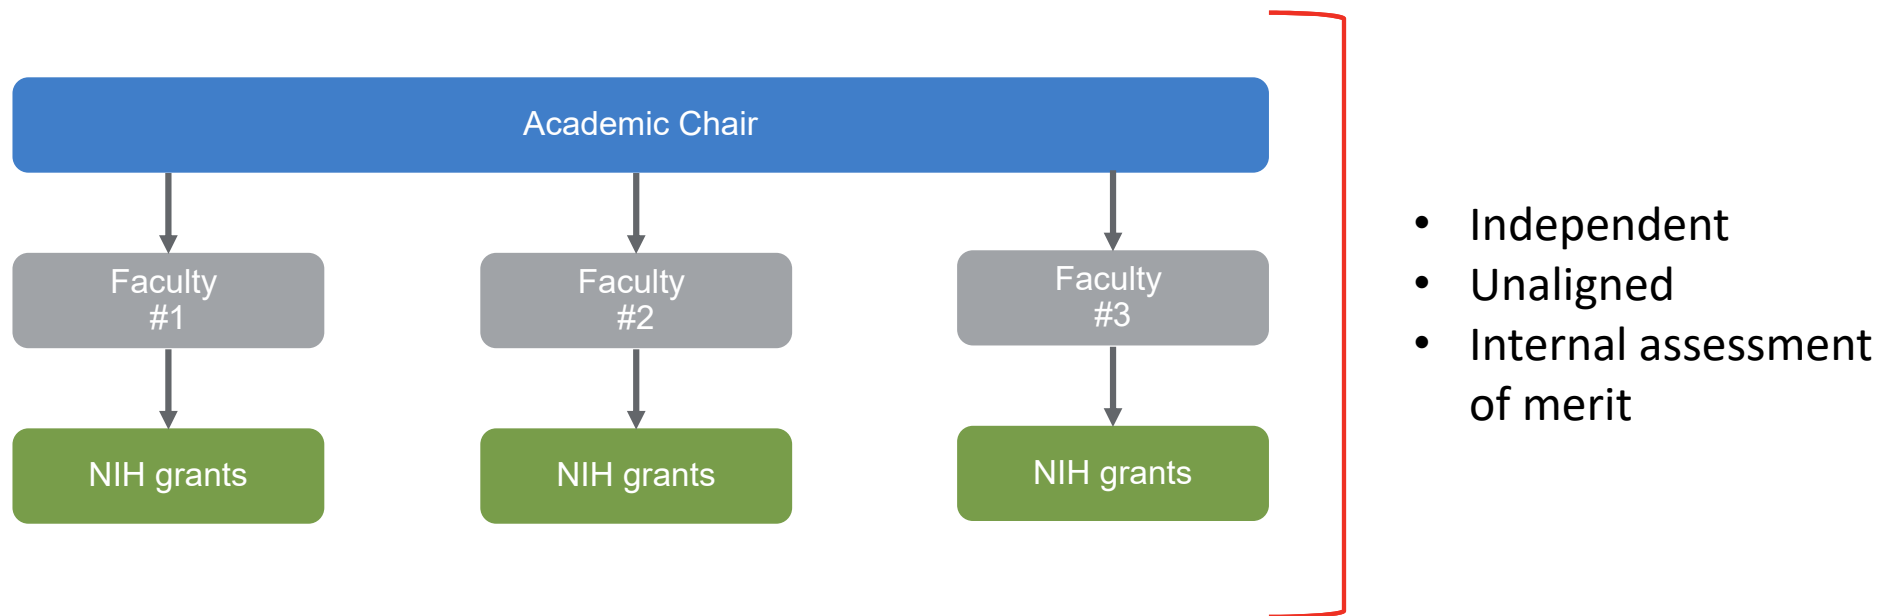 Academic Chair
Faculty
#1
Faculty
#2
Faculty
#3
NIH grants
NIH grants
NIH grants
• Independent
• Unaligned
• Internal assessment
of merit